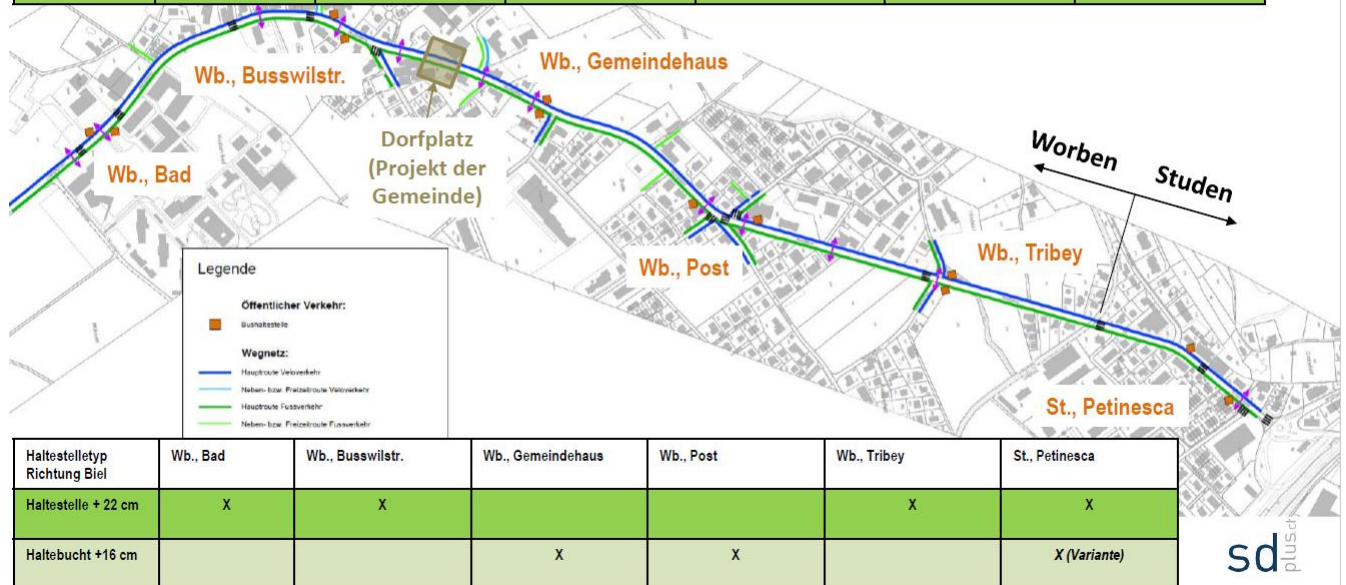 Wb., Busswilstr.
Wb., Gemeindehaus
Dorfplatz
(Projekt der
Gemeinde)
Wb., Bad
Worben
Studen
Wb., Post
Wb., Tribey
St., Petinesca
Legende
Öffentlicher Verkehr:
Bushaltestelle
Wegnetz:
Hauptroute Veloverkehr
Neben- bzw. Freizeitroute Veloverkehr
Hauptroute Fussverkehr
Neben- bzw. Freizeitroute Fussverkehr
Haltestelletyp
Richtung Biel
Wb., Bad
Wb., Busswilstr.
Wb., Gemeindehaus
Wb., Post
Wb., Tribey
St., Petinesca
Haltestelle + 22 cm
X
X
X
X
Haltebucht +16 cm
X
X
X (Variante)
sd plus.ch